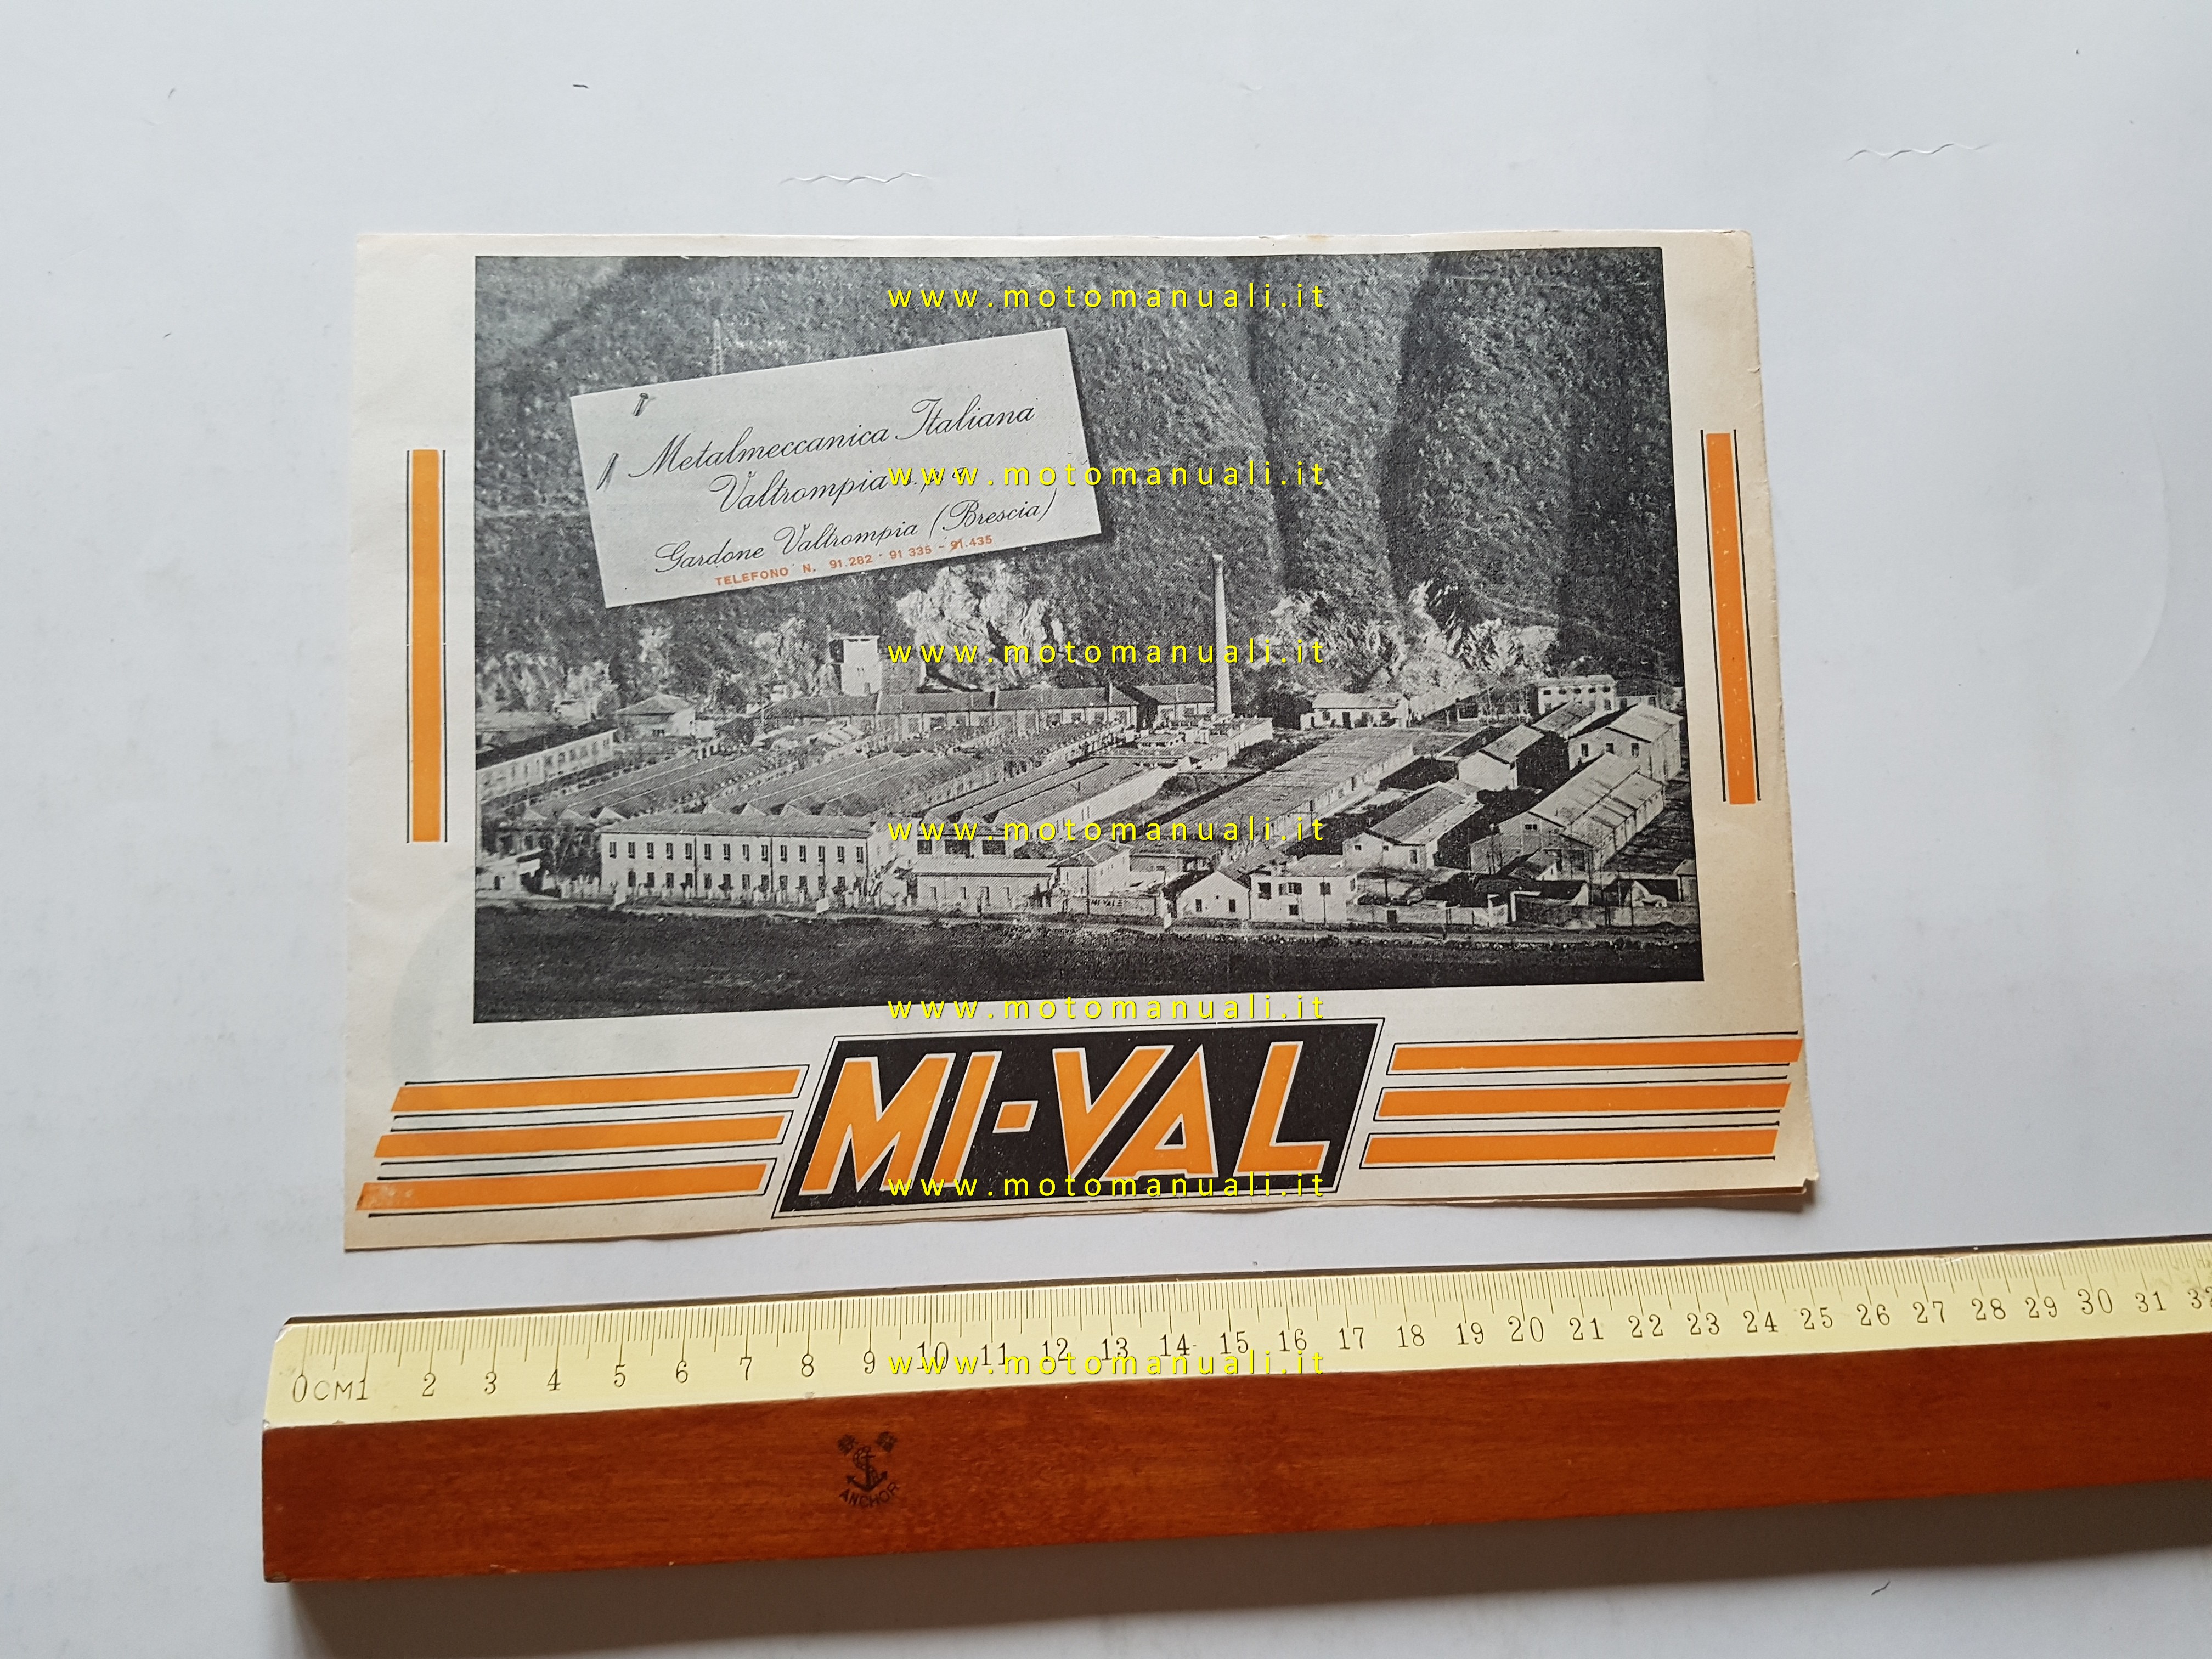 www.motomanuali.it
Metalmeccanica Italiana
Valtrompia s.p.a.
www.motomanuali.it
Gardone Valtrompia (Brescia)
TELEFONO N. 91.282 - 91 335 - 91.435
www.motomanuali.it
www.motomanuali.it
MI-VAL
www.motomanuali.it
MI-VAL
www.motomanuali.it
0CM1 2 3 4 5 6 7 8 9 10 11 12 13 14 15 16 17 18 19 20 21 22 23 24 25 26 27 28 29 30 31 32
www.motomanuali.it
ANCHOR